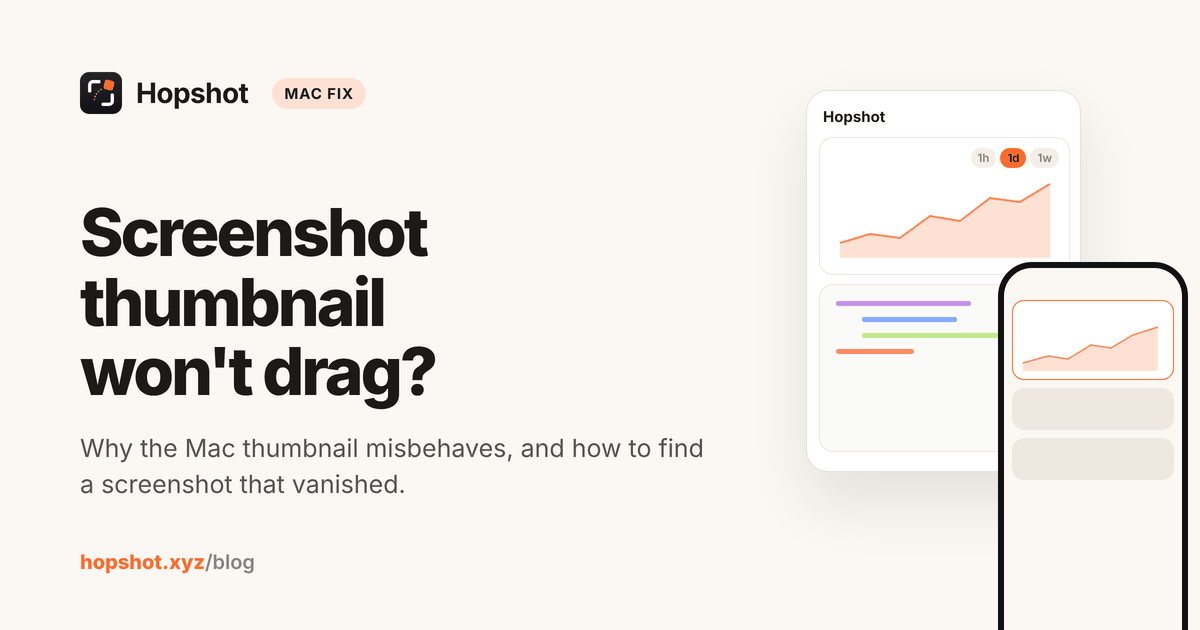 Hopshot
MAC FIX
Screenshot
thumbnail
won't drag?
Why the Mac thumbnail misbehaves, and how to find
a screenshot that vanished.
hopshot.xyz/blog
Hopshot
1h 1d 1w